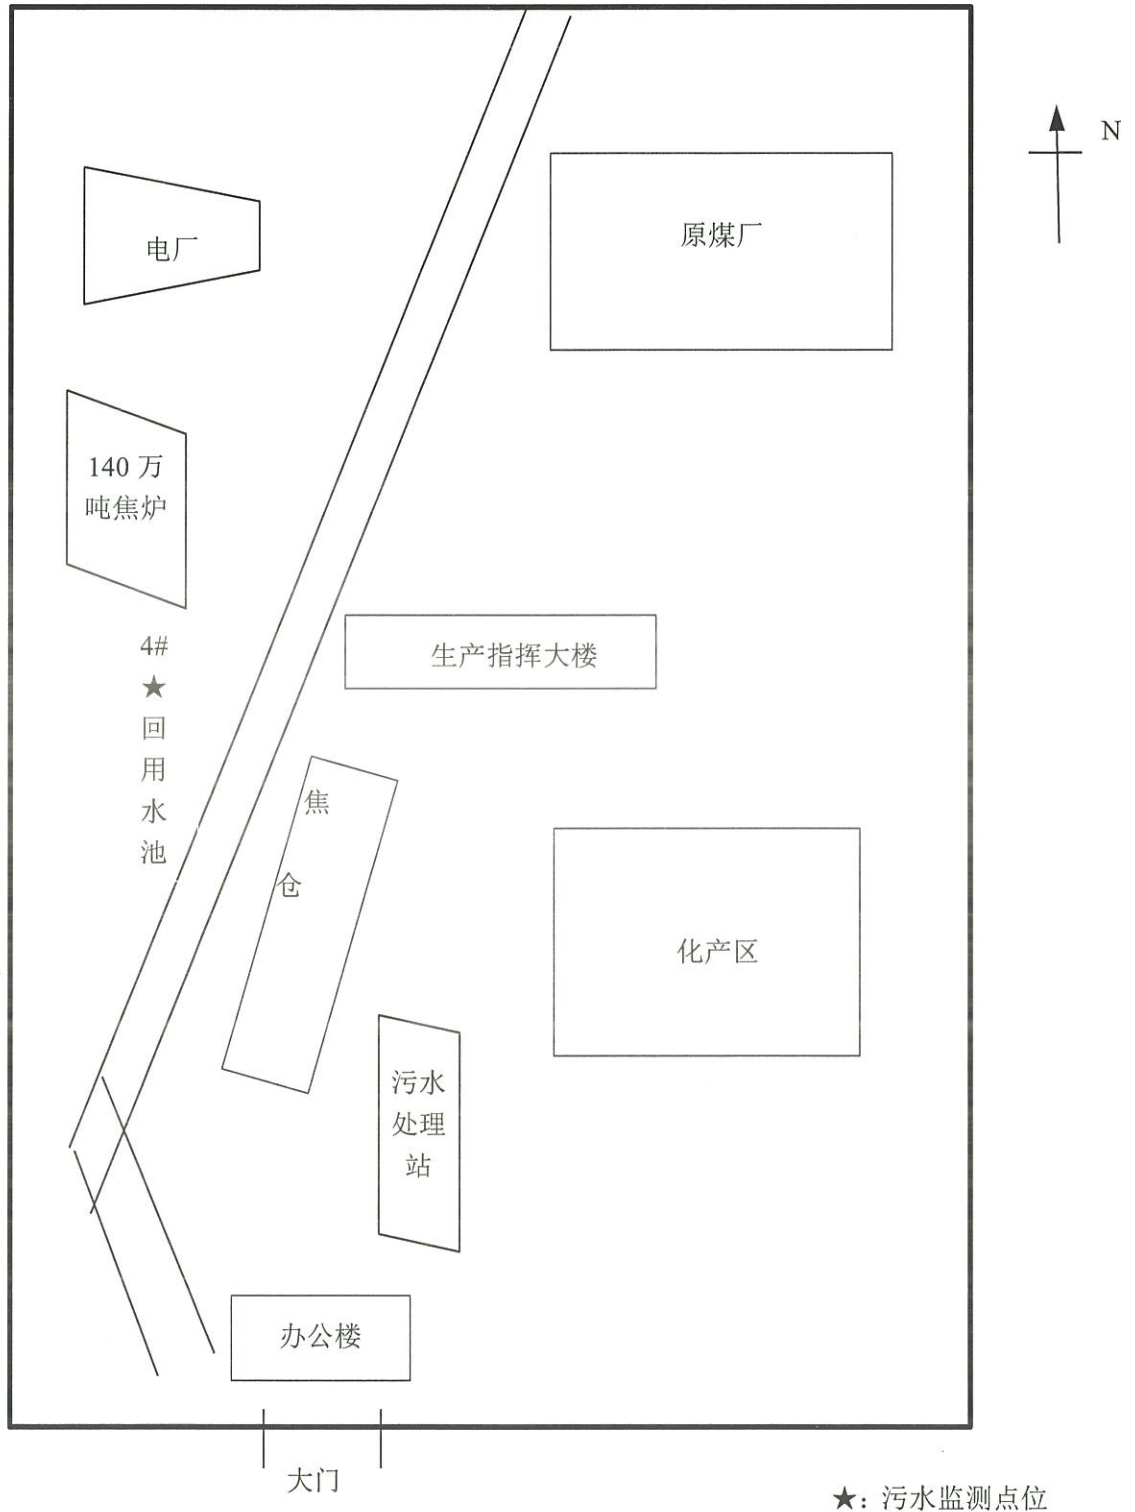 N
原煤厂
电厂
140 万
吨焦炉
4#
★
回
用
水
池
生产指挥大楼
焦
仓
化产区
污水
处理
站
办公楼
大门
★: 污水监测点位